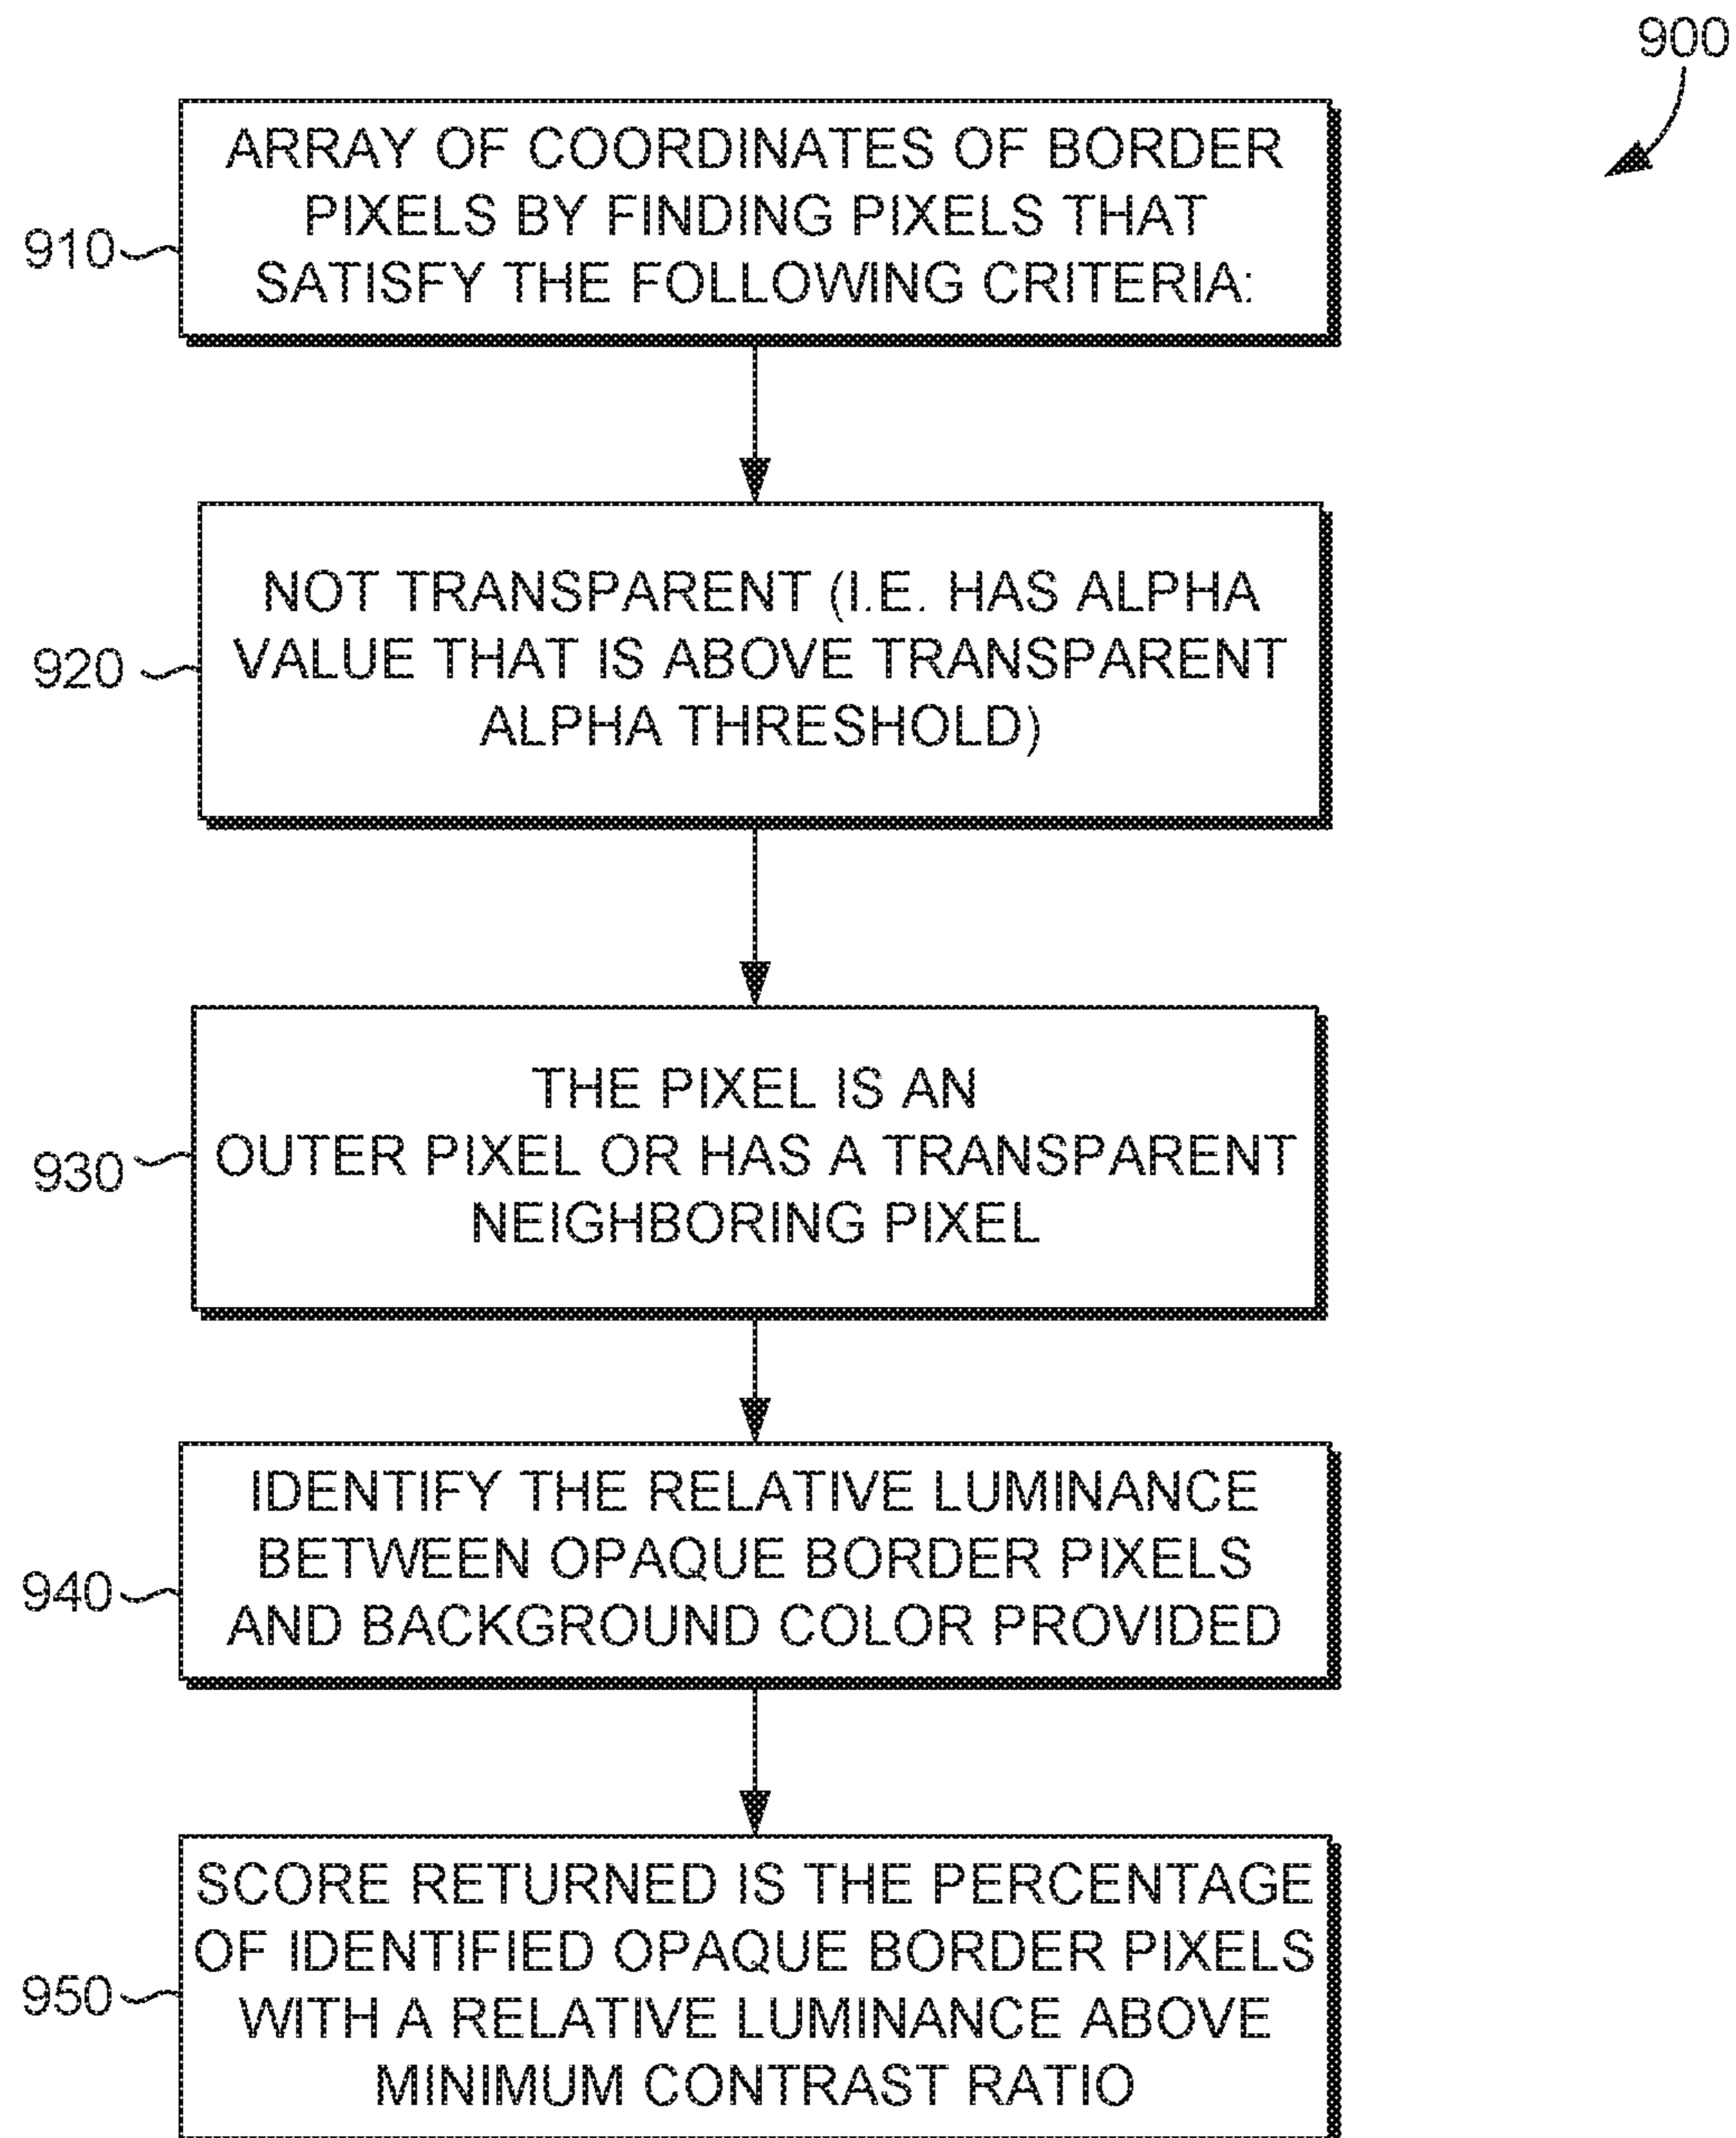 900
ARRAY OF COORDINATES OF BORDER
PIXELS BY FINDING PIXELS THAT
SATISFY THE FOLLOWING CRITERIA:
910
NOT TRANSPARENT (I.E. HAS ALPHA
VALUE THAT IS ABOVE TRANSPARENT
ALPHA THRESHOLD)
920
THE PIXEL IS AN
OUTER PIXEL OR HAS A TRANSPARENT
NEIGHBORING PIXEL
930
IDENTIFY THE RELATIVE LUMINANCE
BETWEEN OPAQUE BORDER PIXELS
AND BACKGROUND COLOR PROVIDED
940
SCORE RETURNED IS THE PERCENTAGE
OF IDENTIFIED OPAQUE BORDER PIXELS
WITH A RELATIVE LUMINANCE ABOVE
MINIMUM CONTRAST RATIO
950